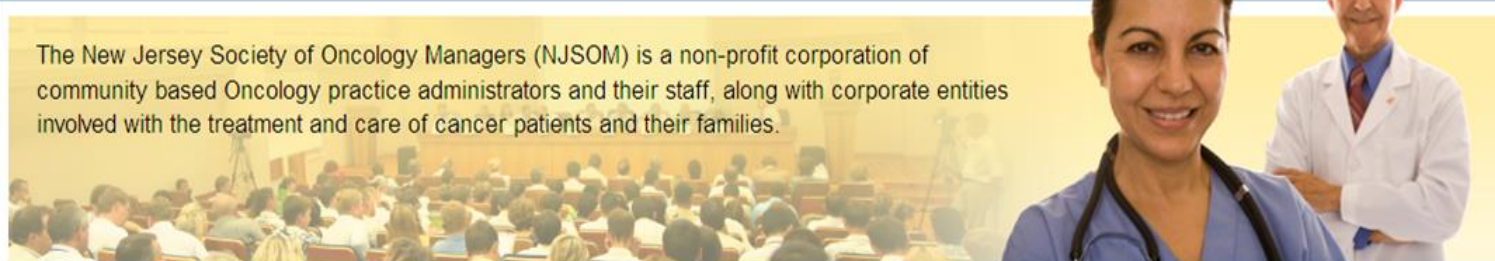 The New Jersey Society of Oncology Managers (NJSOM) is a non-profit corporation of
community based Oncology practice administrators and their staff, along with corporate entities
involved with the treatment and care of cancer patients and their families.